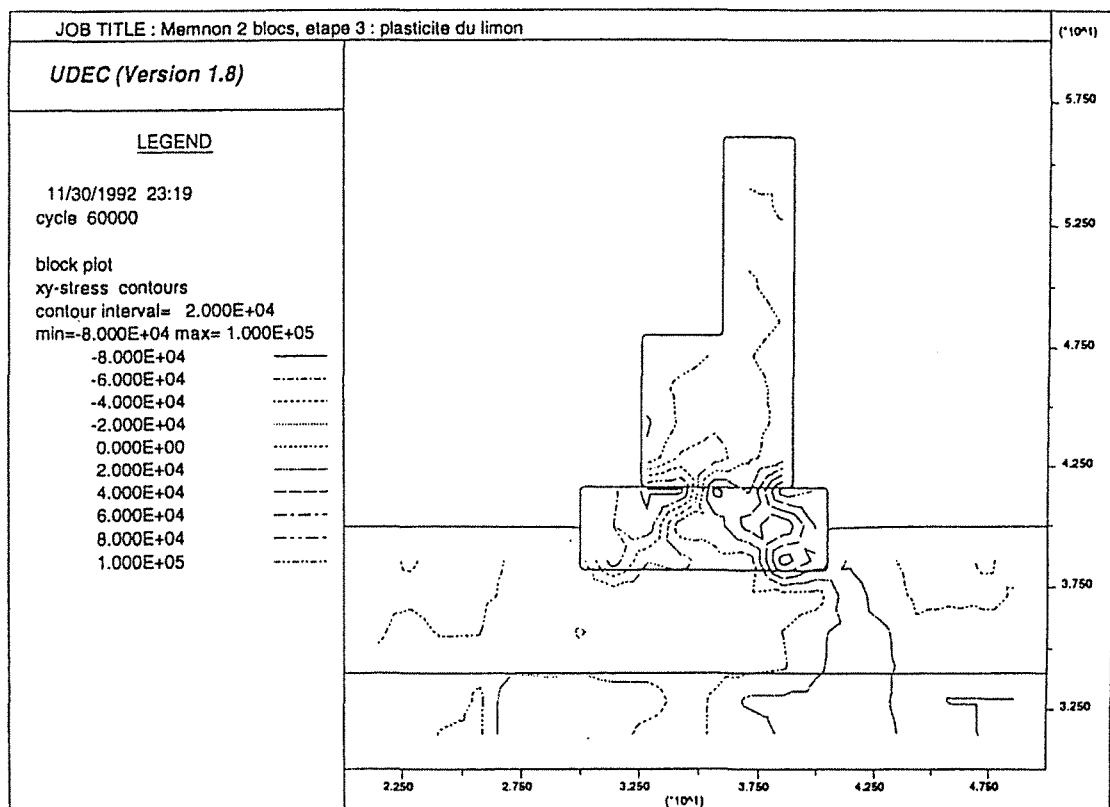 JOB TITLE : Memnon 2 blocs, etape 3 : plasticite du limon
(*10^1)
UDEC (Version 1.8)
LEGEND
11/30/1992 23:19
cycle 60000
block plot
xy-stress contours
contour interval= 2.000E+04
min=-8.000E+04 max= 1.000E+05
-8.000E+04
-6.000E+04
-4.000E+04
-2.000E+04
0.000E+00
2.000E+04
4.000E+04
6.000E+04
8.000E+04
1.000E+05
5.750
5.250
4.750
4.250
3.750
3.250
2.250 2.750 3.250 3.750 4.250 4.750
(*10^1)